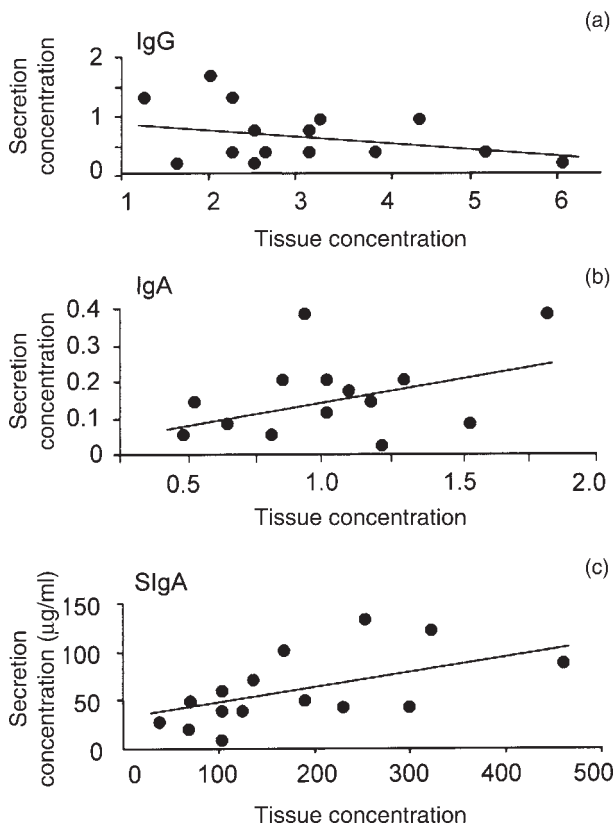 (a)
IgG
Secretion
concentration
2
1
0
1 2 3 4 5 6
Tissue concentration
(b)
IgA
Secretion
concentration
0.4
0.3
0.2
0.1
0
0.5 1.0 1.5 2.0
Tissue concentration
(c)
SIgA
Secretion
concentration (µg/ml)
150
100
50
0
0 100 200 300 400 500
Tissue concentration